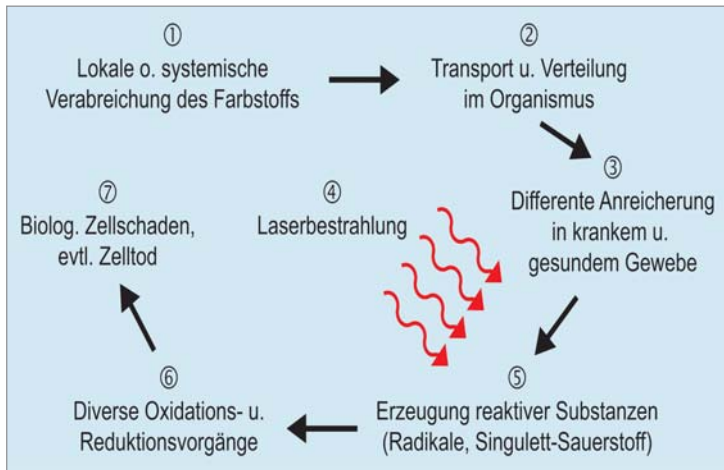 ①
Lokale o. systemische
Verabreichung des Farbstoffs
②
Transport u. Verteilung
im Organismus
③
Differente Anreicherung
in krankem u.
gesundem Gewebe
④
Laserbestrahlung
⑤
Erzeugung reaktiver Substanzen
(Radikale, Singulett-Sauerstoff)
⑥
Diverse Oxidations- u.
Reduktionsvorgänge
⑦
Biolog. Zellschaden,
evtl. Zelltod